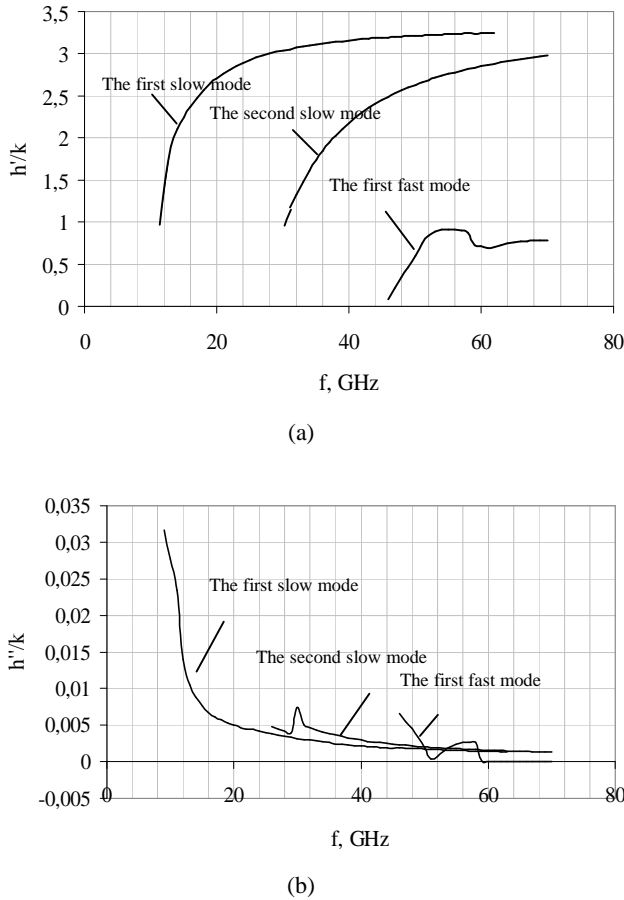 3,5
The first slow mode
3
2,5
The second slow mode
2
h'/k
1,5
The first fast mode
1
0,5
0
0
20
40
60
80
f, GHz
(a)
0,035
0,03
0,025
The first slow mode
0,02
h''/k
0,015
The second slow mode
0,01
The first fast mode
0,005
0
-0,005
0
20
40
60
80
f, GHz
(b)